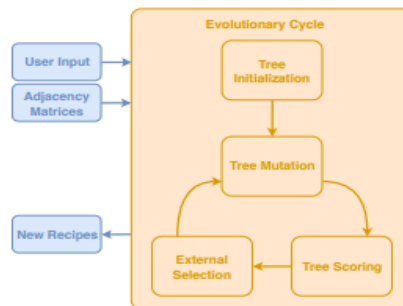 Evolutionary Cycle
User Input
Tree
Initialization
Adjacency
Matrices
Tree Mutation
New Recipes
External
Selection
Tree Scoring